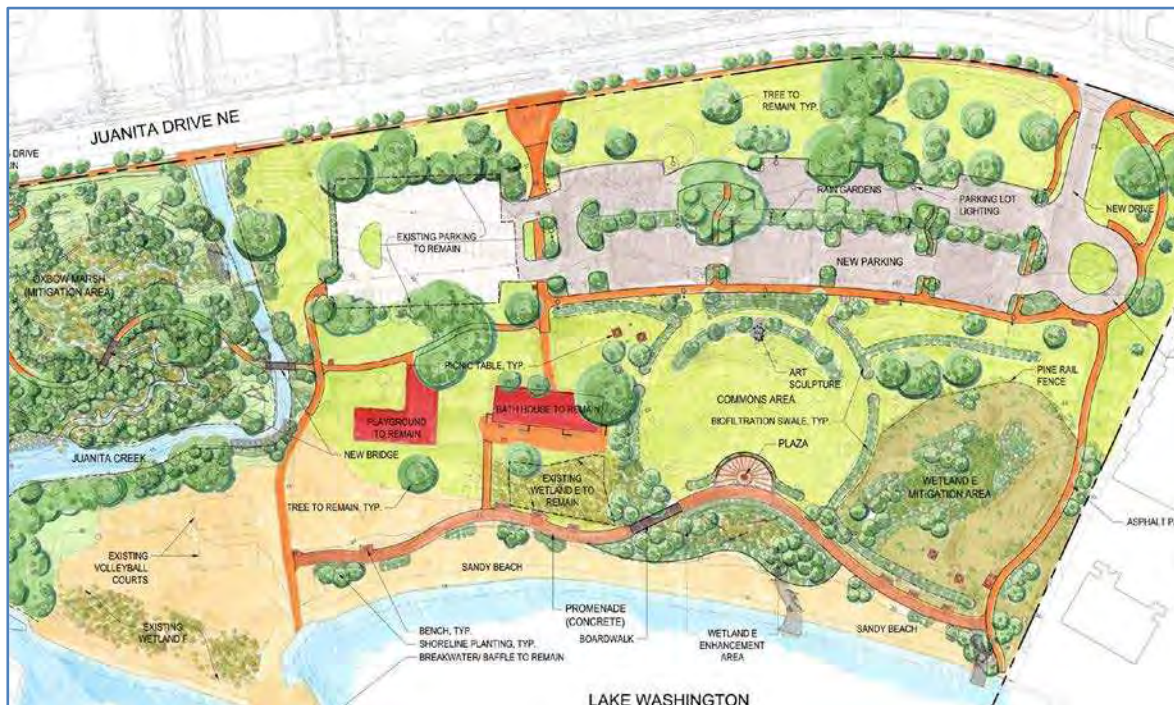 JUANITA DRIVE NE
DRIVE
TREE TO
REMAIN, TYP.
RAIN GARDENS
PARKING LOT
LIGHTING
NEW DRIVE
EXISTING PARKING
TO REMAIN
NEW PARKING
OXBOW MARSH
(MITIGATION AREA)
PICNIC TABLE, TYP.
ART
SCULPTURE
PINE RAIL
FENCE
COMMONS AREA
BIOFILTRATION SWALE, TYP.
PLAYGROUND
TO REMAIN
BATH HOUSE TO REMAIN
PLAZA
JUANITA CREEK
NEW BRIDGE
EXISTING
WETLAND E TO
REMAIN
WETLAND E
MITIGATION AREA
TREE TO REMAIN, TYP.
ASPHALT P
EXISTING
VOLLEYBALL
COURTS
SANDY BEACH
PROMENADE
(CONCRETE)
BOARDWALK
WETLAND E
ENHANCEMENT
AREA
SANDY BEACH
EXISTING
WETLAND F
BENCH, TYP.
SHORELINE PLANTING, TYP.
BREAKWATER/ BAFFLE TO REMAIN
LAKE WASHINGTON